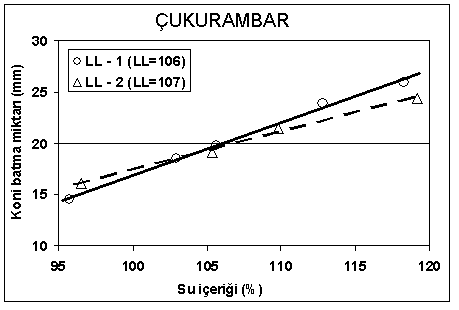 ÇUKURAMBAR
Koni batma miktarı (mm)
30
25
20
15
10
LL - 1 (LL=106)
LL - 2 (LL=107)
95 100 105 110 115 120
Su içeriği (%)